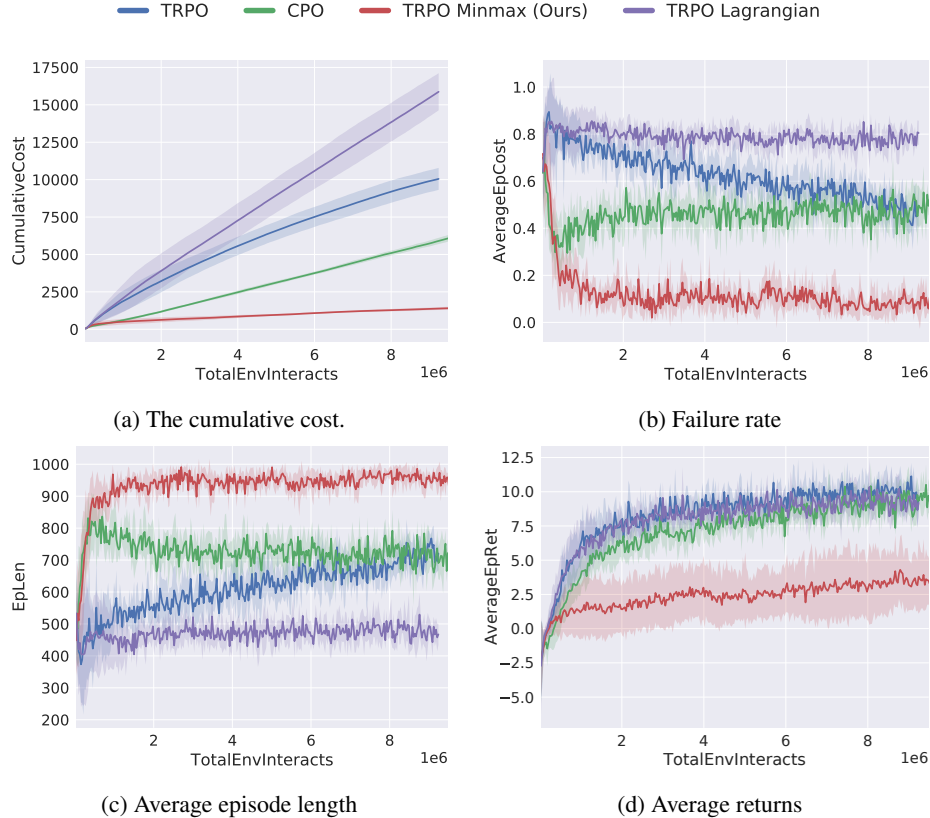 TRPO CPO TRPO Minmax (Ours) TRPO Lagrangian
17500
15000
12500
10000
7500
5000
2500
0
CumulativeCost
2 4 6 8
1e6
TotalEnvInteracts
(a) The cumulative cost.
1.0
0.8
0.6
0.4
0.2
0.0
AverageEpCost
2 4 6 8
1e6
TotalEnvInteracts
(b) Failure rate
1000
900
800
700
600
500
400
300
200
EpLen
2 4 6 8
1e6
TotalEnvInteracts
(c) Average episode length
12.5
10.0
7.5
5.0
2.5
0.0
−2.5
−5.0
AverageEpRet
2 4 6 8
1e6
TotalEnvInteracts
(d) Average returns